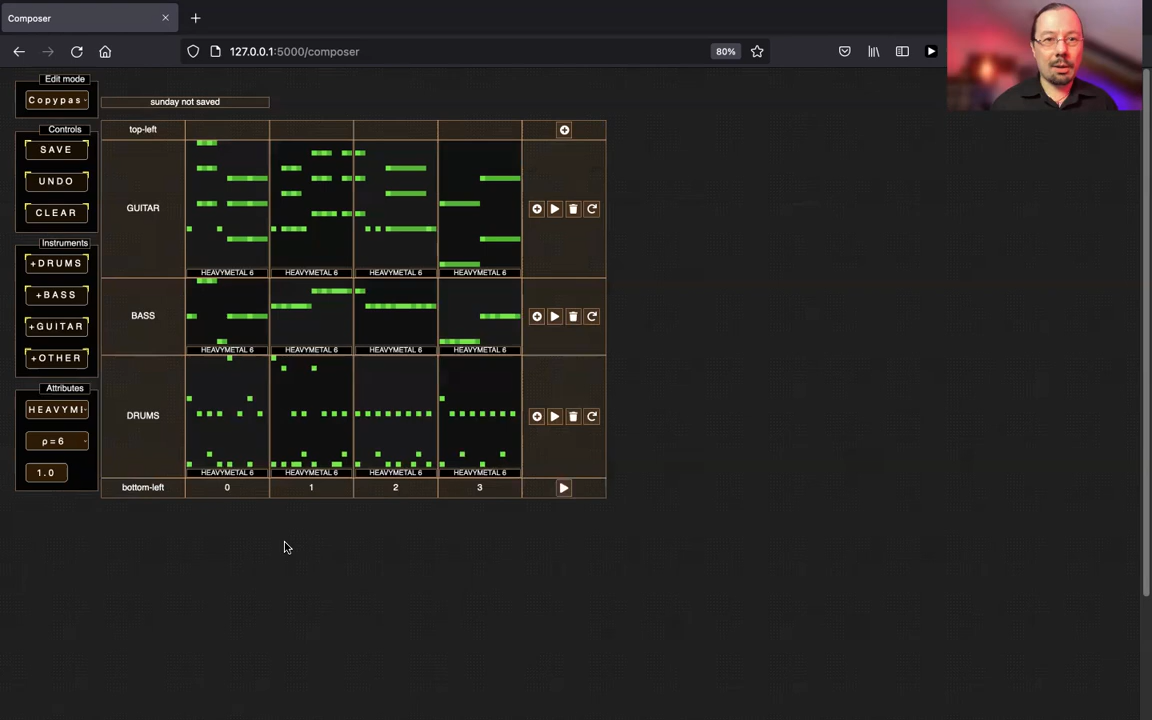 Composer
127.0.0.1:5000/composer
80%
Edit mode
Copypas
sunday not saved
Controls
SAVE
UNDO
CLEAR
Instruments
+DRUMS
+BASS
+GUITAR
+OTHER
Attributes
HEAVYM
ρ=6
1.0
top-left
GUITAR
HEAVYMETAL 6
HEAVYMETAL 6
HEAVYMETAL 6
HEAVYMETAL 6
BASS
HEAVYMETAL 6
HEAVYMETAL 6
HEAVYMETAL 6
HEAVYMETAL 6
DRUMS
HEAVYMETAL 6
HEAVYMETAL 6
HEAVYMETAL 6
HEAVYMETAL 6
bottom-left 0 1 2 3